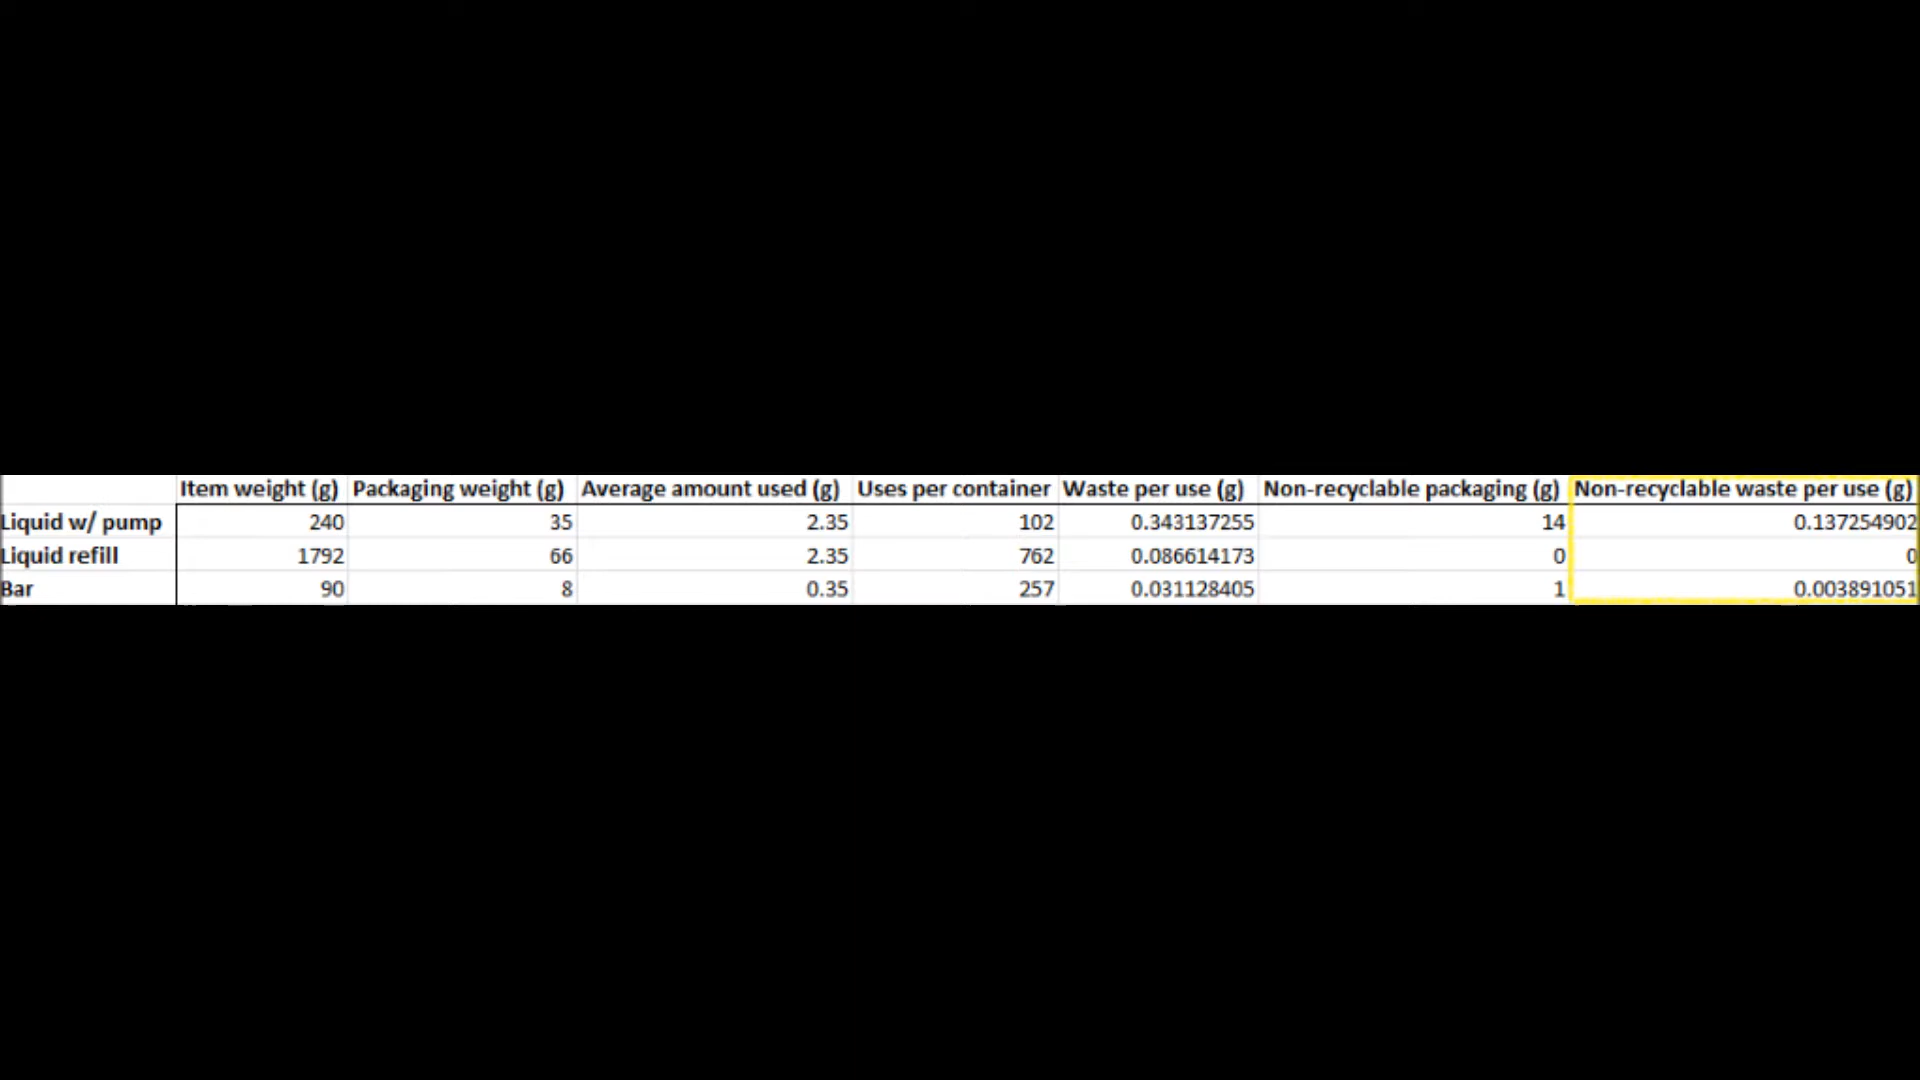 Item weight (g) Packaging weight (g) Average amount used (g) Uses per container Waste per use (g) Non-recyclable packaging (g) Non-recyclable waste per use (g)
Liquid w/ pump 240 35 2.35 102 0.343137255 14 0.137254902
Liquid refill 1792 66 2.35 762 0.086614173 0 0
Bar 90 8 0.35 257 0.031128405 1 0.003891051